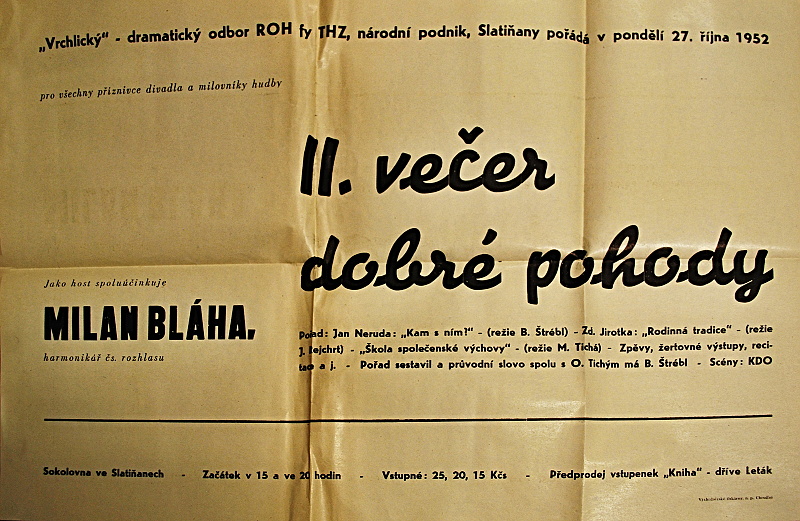 „Vrchlický“ - dramatický odbor ROH fy THZ, národní podnik, Slatiňany pořádá v pondělí 27. října 1952
pro všechny příznivce divadla a milovníky hudby
II. večer
dobré pohody
Jako host spoluúčinkuje
MILAN BLÁHA,
harmonikář čs. rozhlasu
Pořad: Jan Neruda: „Kam s ním?“ - (režie B. Štrébl) - Zd. Jirotka: „Rodinná tradice“ - (režie
J. Rejchrt) - „Škola společenské výchovy“ - (režie M. Tichá) - Zpěvy, žertovné výstupy, reci-
tace a j. - Pořad sestavil a průvodní slovo spolu s O. Tichým má B. Štrébl - Scény: KDO
Sokolovna ve Slatiňanech - Začátek v 15 a ve 20 hodin - Vstupné: 25, 20, 15 Kčs - Předprodej vstupenek „Kniha“ - dříve Leták
Východočeské tiskárny, n. p. Chrudim